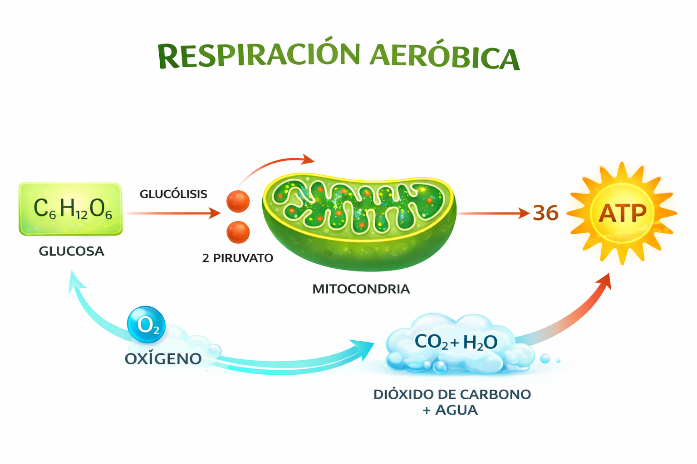 RESPIRACIÓN AERÓBICA
C₆H₁₂O₆
GLUCOSA
GLUCÓLISIS
2 PIRUVATO
MITOCONDRIA
36
ATP
O₂
OXÍGENO
CO₂+H₂O
DIÓXIDO DE CARBONO
+ AGUA